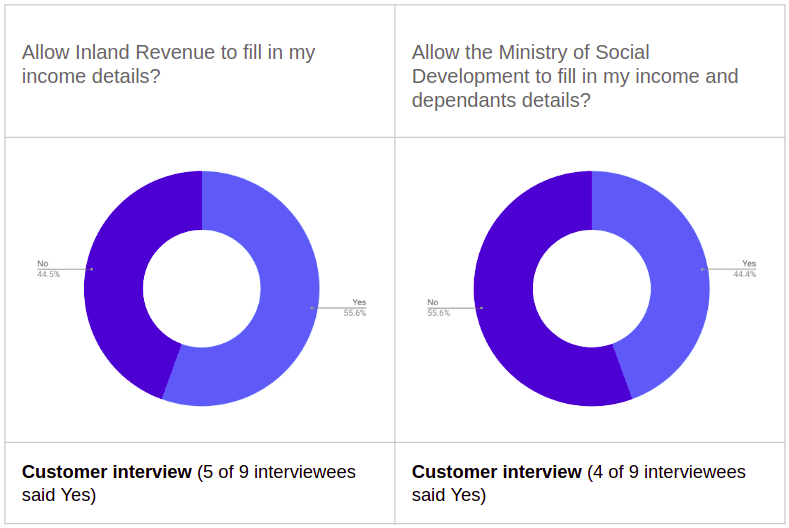 Allow Inland Revenue to fill in my
income details?
Allow the Ministry of Social
Development to fill in my income and
dependants details?
No
44.5%
Yes
55.6%
Yes
44.4%
No
55.6%
Customer interview (5 of 9 interviewees
said Yes)
Customer interview (4 of 9 interviewees
said Yes)